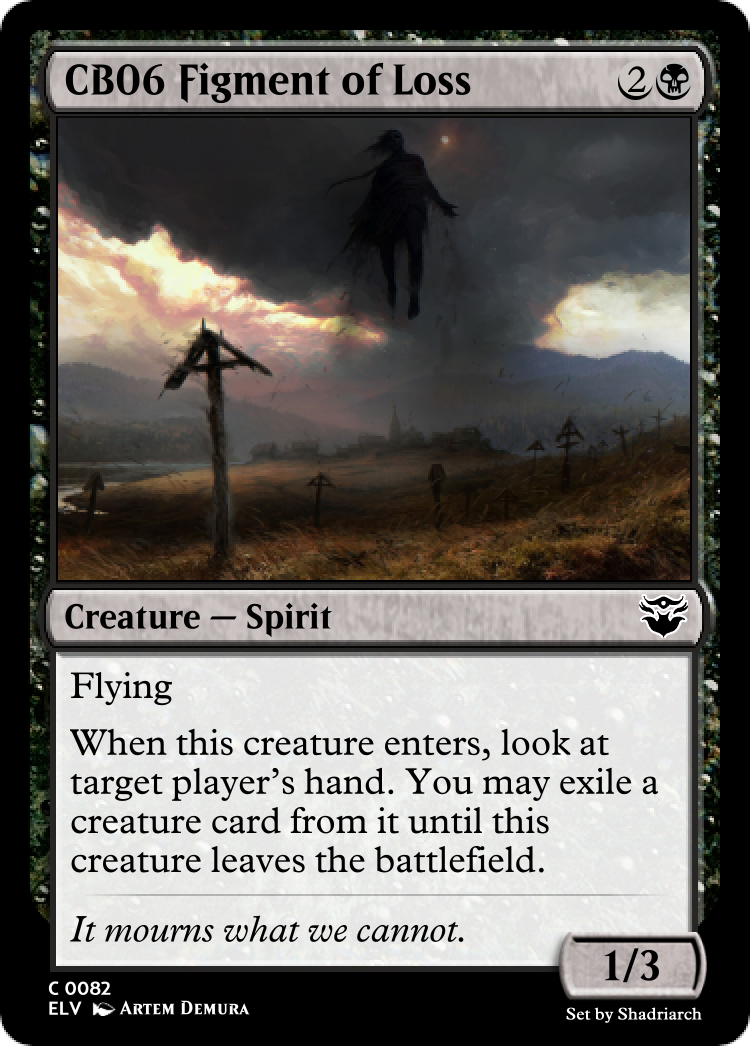 CB06 Figment of Loss 2
Creature — Spirit
Flying
When this creature enters, look at
target player's hand. You may exile a
creature card from it until this
creature leaves the battlefield.
It mourns what we cannot.
1/3
C 0082
ELV ARTEM DEMURA
Set by Shadriarch